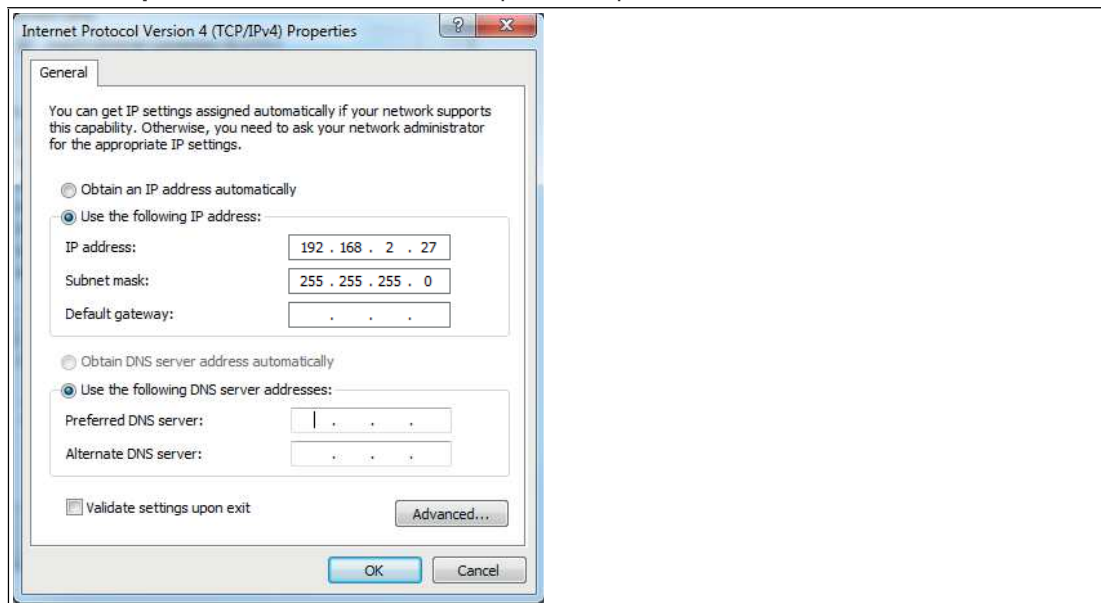 Internet Protocol Version 4 (TCP/IPv4) Properties
General
You can get IP settings assigned automatically if your network supports
this capability. Otherwise, you need to ask your network administrator
for the appropriate IP settings.
Obtain an IP address automatically
Use the following IP address:
IP address: 192 . 168 . 2 . 27
Subnet mask: 255 . 255 . 255 . 0
Default gateway: . . .
Obtain DNS server address automatically
Use the following DNS server addresses:
Preferred DNS server: . . .
Alternate DNS server: . . .
Validate settings upon exit
Advanced...
OK Cancel